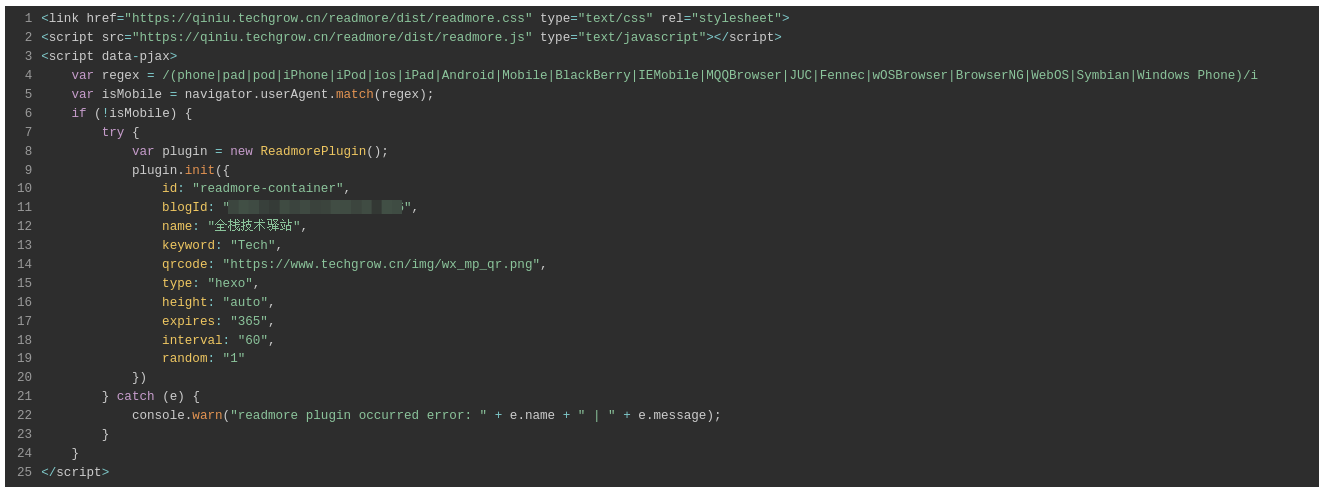 1 <link href="https://qiniu.techgrow.cn/readmore/dist/readmore.css" type="text/css" rel="stylesheet">
2 <script src="https://qiniu.techgrow.cn/readmore/dist/readmore.js" type="text/javascript"></script>
3 <script data-pjax>
4     var regex = /(phone|pad|pod|iPhone|iPod|ios|iPad|Android|Mobile|BlackBerry|IEMobile|MQQBrowser|JUC|Fennec|wOSBrowser|BrowserNG|WebOS|Symbian|Windows Phone)/i
5     var isMobile = navigator.userAgent.match(regex);
6     if (!isMobile) {
7         try {
8             var plugin = new ReadmorePlugin();
9             plugin.init({
10                 id: "readmore-container",
11                 blogId: "",
12                 name: "全栈技术驿站",
13                 keyword: "Tech",
14                 qrcode: "https://www.techgrow.cn/img/wx_mp_qr.png",
15                 type: "hexo",
16                 height: "auto",
17                 expires: "365",
18                 interval: "60",
19                 random: "1"
20             })
21         } catch (e) {
22             console.warn("readmore plugin occurred error: " + e.name + " | " + e.message);
23         }
24     }
25 </script>